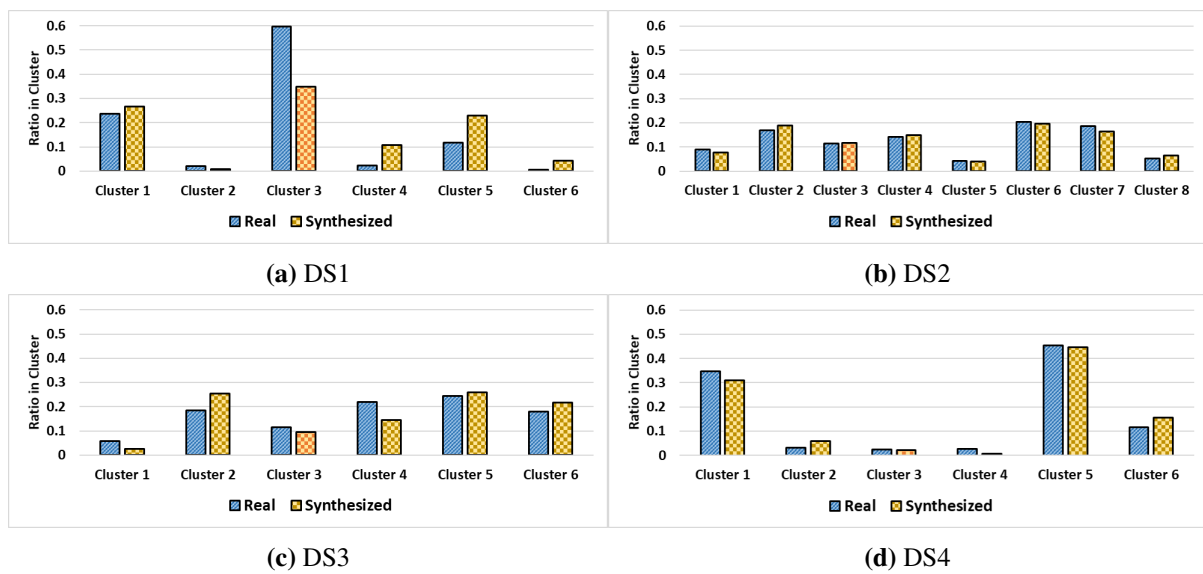 Ratio in Cluster
0.6
0.5
0.4
0.3
0.2
0.1
0
Cluster 1 Cluster 2 Cluster 3 Cluster 4 Cluster 5 Cluster 6
Real Synthesized
(a) DS1
Ratio in Cluster
0.6
0.5
0.4
0.3
0.2
0.1
0
Cluster 1 Cluster 2 Cluster 3 Cluster 4 Cluster 5 Cluster 6 Cluster 7 Cluster 8
Real Synthesized
(b) DS2
Ratio in Cluster
0.6
0.5
0.4
0.3
0.2
0.1
0
Cluster 1 Cluster 2 Cluster 3 Cluster 4 Cluster 5 Cluster 6
Real Synthesized
(c) DS3
Ratio in Cluster
0.6
0.5
0.4
0.3
0.2
0.1
0
Cluster 1 Cluster 2 Cluster 3 Cluster 4 Cluster 5 Cluster 6
Real Synthesized
(d) DS4